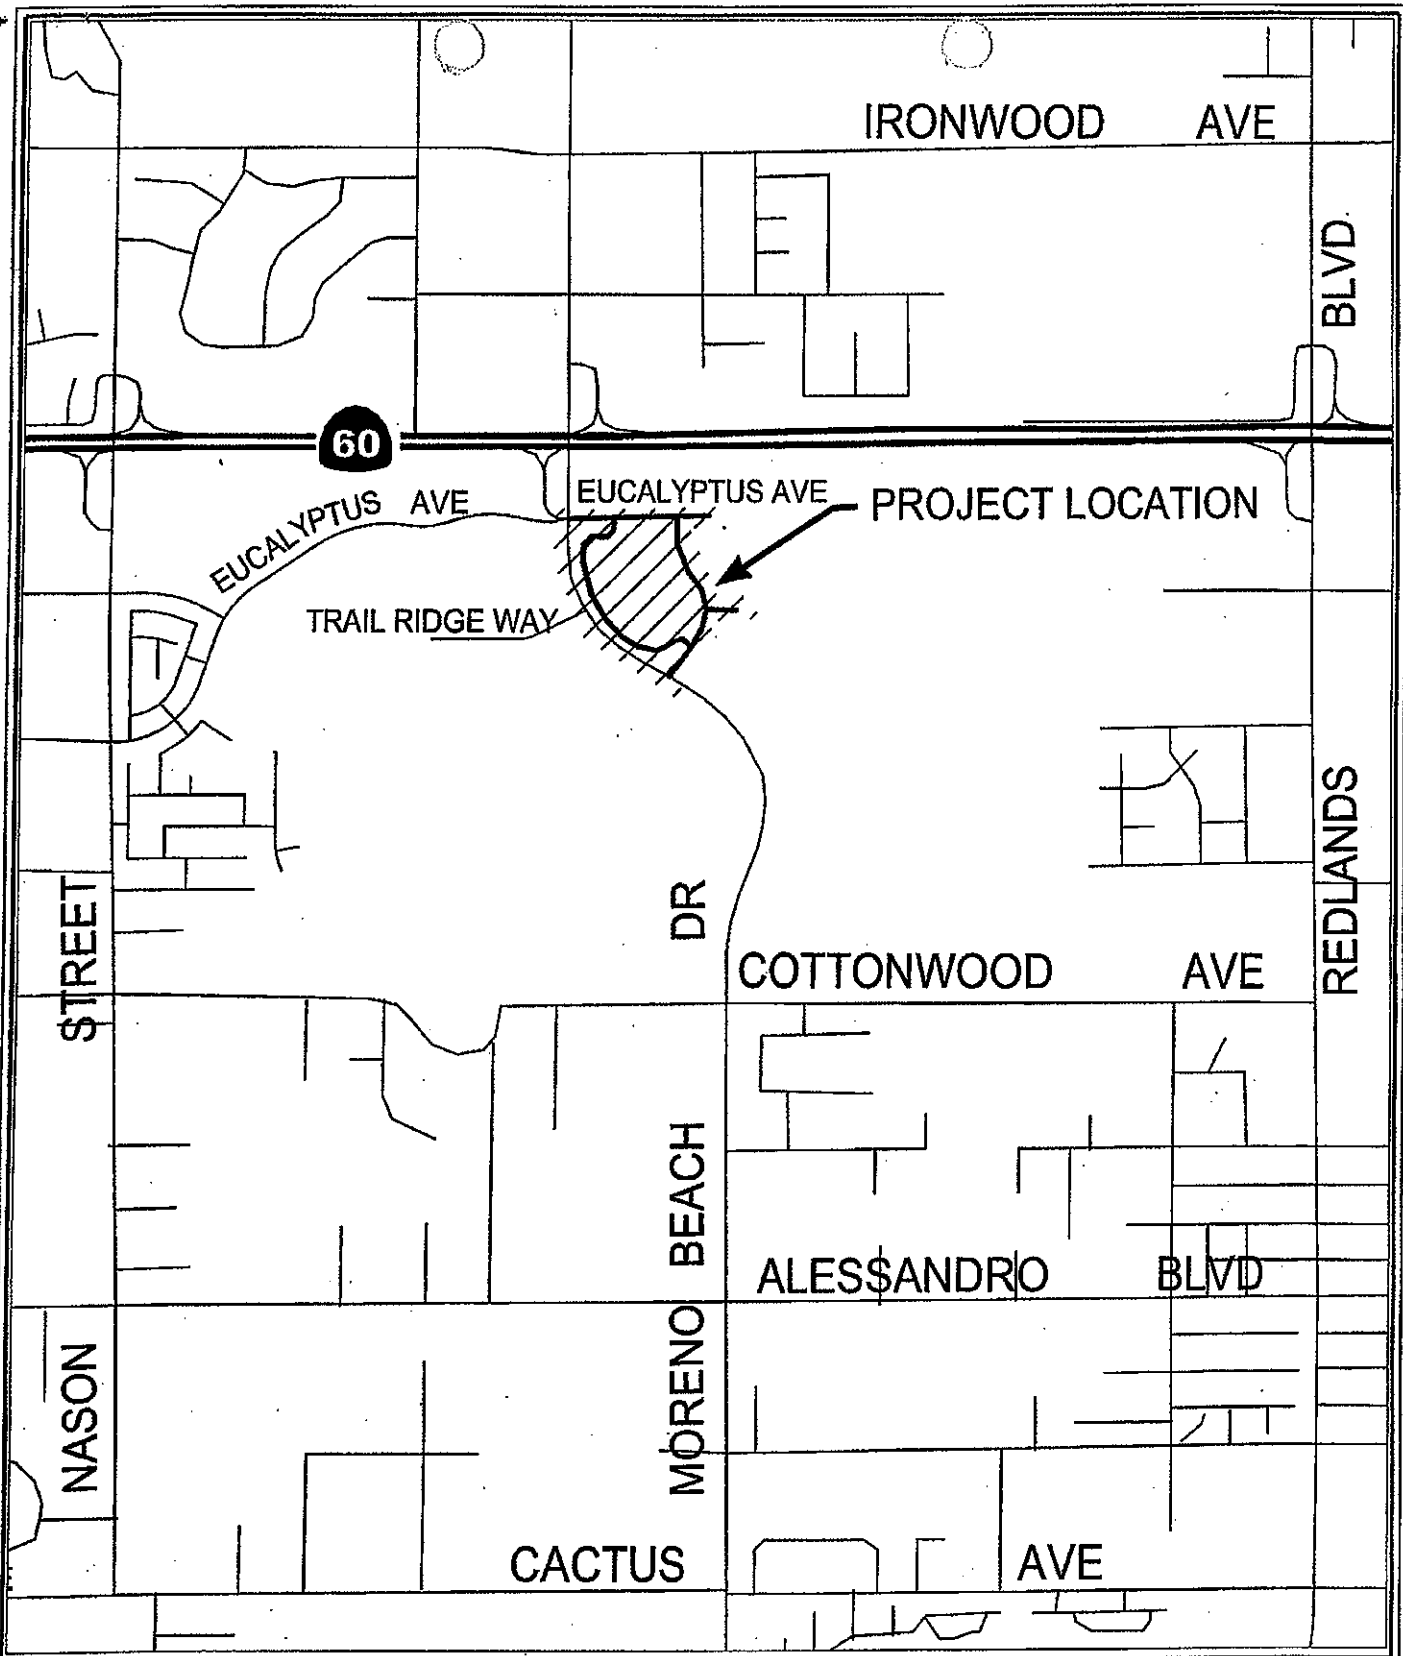 IRONWOOD AVE
BLVD
60
EUCALYPTUS AVE
EUCALYPTUS AVE
PROJECT LOCATION
TRAIL RIDGE WAY
REDLANDS
STREET
DR
COTTONWOOD AVE
BEACH
ALESSANDRO BLVD
NASON
MORENO
CACTUS AVE